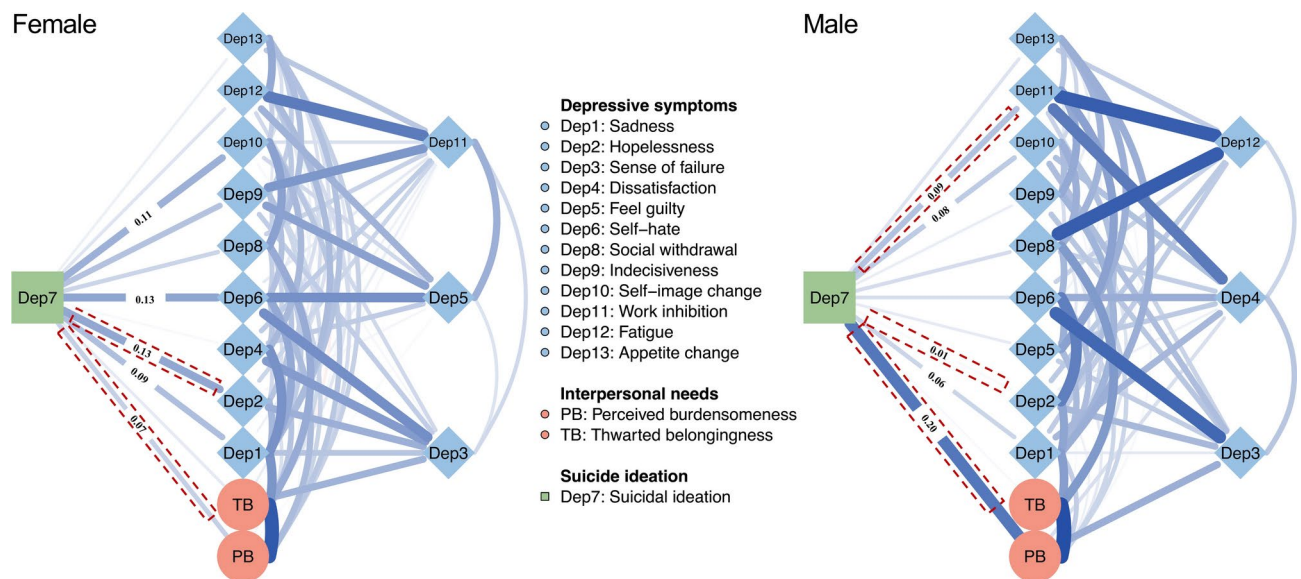 Female
Dep13
Dep12
Dep10
Dep9
Dep8
Dep6
Dep4
Dep2
Dep1
TB
PB
Dep7
Dep11
Dep5
Dep3
0.11
0.13
0.13
0.09
0.07
Depressive symptoms
Dep1: Sadness
Dep2: Hopelessness
Dep3: Sense of failure
Dep4: Dissatisfaction
Dep5: Feel guilty
Dep6: Self−hate
Dep8: Social withdrawal
Dep9: Indecisiveness
Dep10: Self−image change
Dep11: Work inhibition
Dep12: Fatigue
Dep13: Appetite change
Interpersonal needs
PB: Perceived burdensomeness
TB: Thwarted belongingness
Suicide ideation
Dep7: Suicidal ideation
Male
Dep13
Dep11
Dep10
Dep9
Dep8
Dep6
Dep5
Dep2
Dep1
TB
PB
Dep7
Dep12
Dep4
Dep3
0.09
0.08
0.01
0.06
0.20